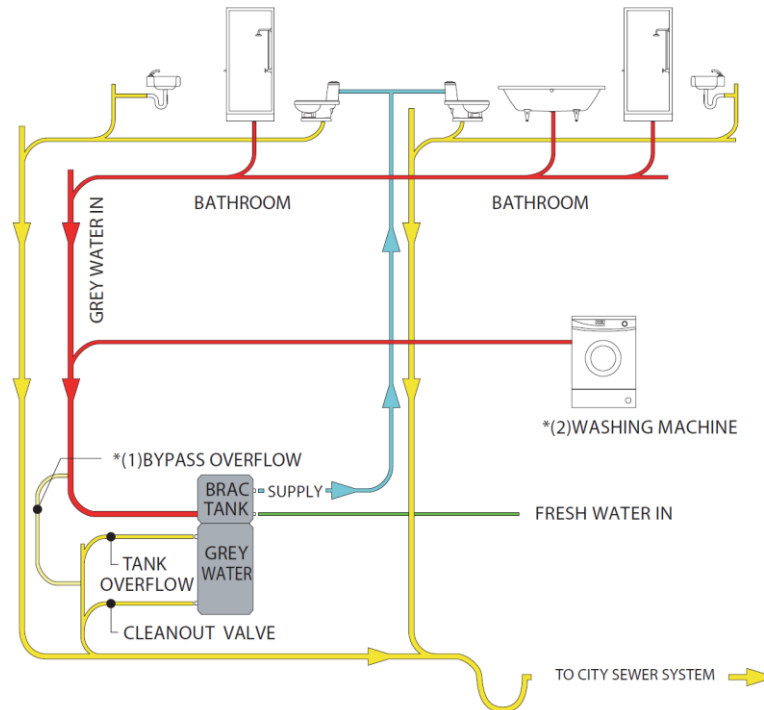 BATHROOM
BATHROOM
GREY WATER IN
*(2)WASHING MACHINE
*(1)BYPASS OVERFLOW
BRAC
TANK
SUPPLY
FRESH WATER IN
GREY
WATER
TANK
OVERFLOW
CLEANOUT VALVE
TO CITY SEWER SYSTEM